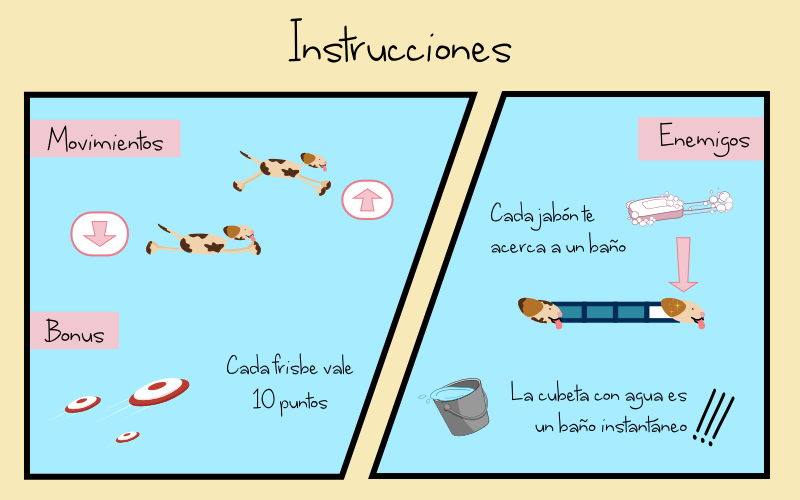 Instrucciones
Movimientos
Bonus
Cada frisbe vale
10 puntos
Enemigos
Cada jabón te
acerca a un baño
La cubeta con agua es
un baño instantáneo
!!!